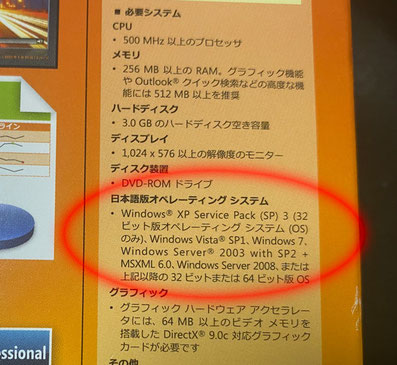 ■ 必要システム
CPU
• 500 MHz 以上のプロセッサ
メモリ
• 256 MB 以上の RAM。グラフィック機能
や Outlook® クイック検索などの高度な機
能には 512 MB 以上を推奨
ハードディスク
• 3.0 GB のハードディスク空き容量
ディスプレイ
• 1,024 x 576 以上の解像度のモニター
ディスク装置
• DVD-ROM ドライブ
日本語版オペレーティング システム
• Windows® XP Service Pack (SP) 3 (32
ビット版オペレーティング システム (OS)
のみ)、Windows Vista® SP1、Windows 7、
Windows Server® 2003 with SP2 +
MSXML 6.0、Windows Server 2008、または
上記以降の 32 ビットまたは 64 ビット版 OS
グラフィック
• グラフィック ハードウェア アクセラレー
タには、64 MB 以上のビデオ メモリを
搭載した DirectX® 9.0c 対応グラフィック
カードが必要です
その他
ライン
essional